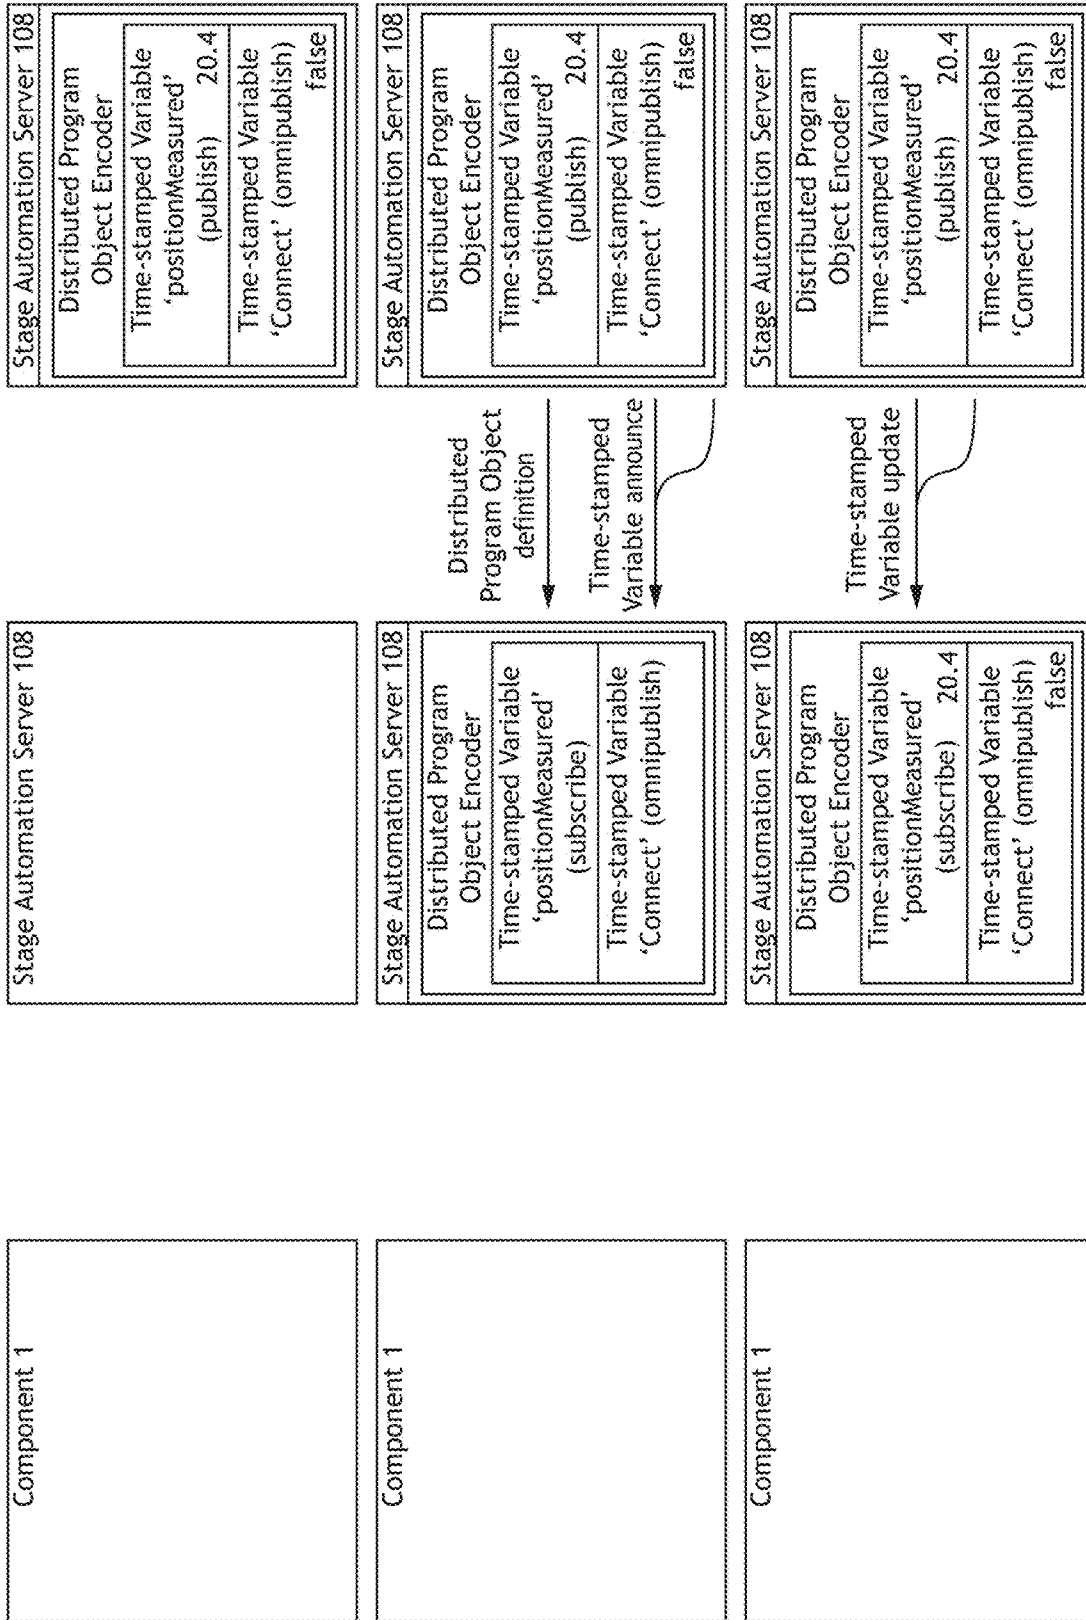 Component 1
Stage Automation Server 108
Stage Automation Server 108
Distributed Program
Object Encoder
Time-stamped Variable
‘positionMeasured’
(publish) 20.4
Time-stamped Variable
‘Connect’ (omnipublish)
false
Component 1
Stage Automation Server 108
Distributed Program
Object Encoder
Time-stamped Variable
‘positionMeasured’
(subscribe)
Time-stamped Variable
‘Connect’ (omnipublish)
Distributed
Program Object
definition
Time-stamped
Variable announce
Stage Automation Server 108
Distributed Program
Object Encoder
Time-stamped Variable
‘positionMeasured’
(publish) 20.4
Time-stamped Variable
‘Connect’ (omnipublish)
false
Component 1
Stage Automation Server 108
Distributed Program
Object Encoder
Time-stamped Variable
‘positionMeasured’
(subscribe) 20.4
Time-stamped Variable
‘Connect’ (omnipublish)
false
Time-stamped
Variable update
Stage Automation Server 108
Distributed Program
Object Encoder
Time-stamped Variable
‘positionMeasured’
(publish) 20.4
Time-stamped Variable
‘Connect’ (omnipublish)
false